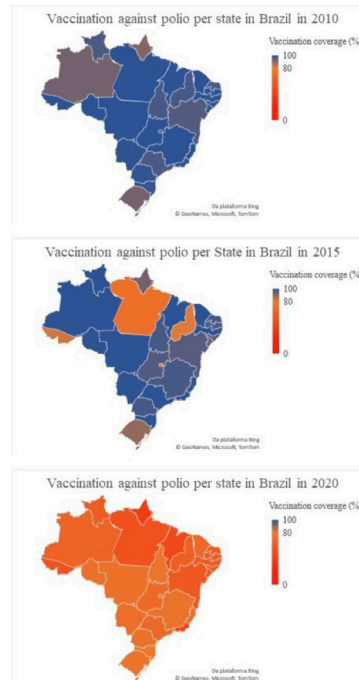 Vaccination against polio per state in Brazil in 2010
Vaccination coverage (%
100
80
0
Da plataforma Bing
© GeoNames, Microsoft, TomTom
Vaccination against polio per State in Brazil in 2015
Vaccination coverage (%
100
80
0
Da plataforma Bing
© GeoNames, Microsoft, TomTom
Vaccination against polio per state in Brazil in 2020
Vaccination coverage (%
100
80
0
Da plataforma Bing
© GeoNames, Microsoft, TomTom